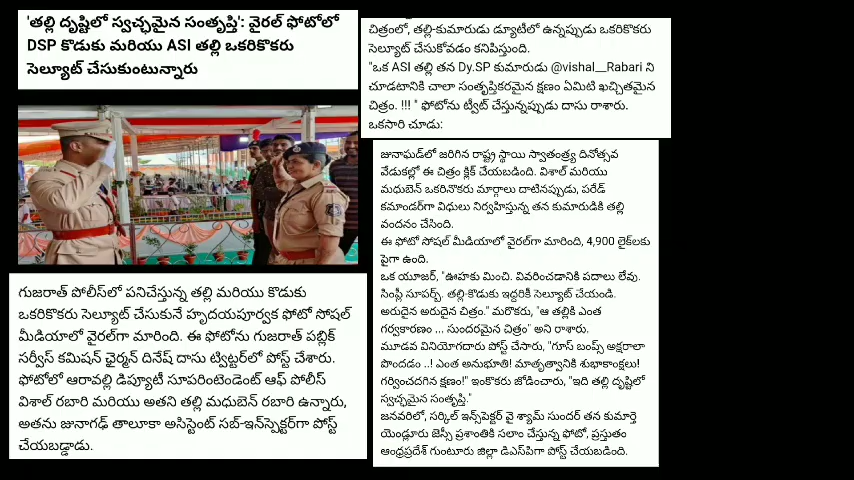 'తల్లి దృష్టిలో స్వచ్ఛమైన సంతృప్తి': వైరల్ ఫోటోలో
DSP కొడుకు మరియు ASI తల్లి ఒకరికొకరు
సెల్యూట్ చేసుకుంటున్నారు
గుజరాత్ పోలీస్‌లో పనిచేస్తున్న తల్లి మరియు కొడుకు
ఒకరికొకరు సెల్యూట్ చేసుకునే హృదయపూర్వక ఫోటో సోషల్
మీడియాలో వైరల్‌గా మారింది. ఈ ఫోటోను గుజరాత్ పబ్లిక్
సర్వీస్ కమిషన్ ఛైర్మన్ దినేష్ దాసు ట్విట్టర్‌లో పోస్ట్ చేశారు.
ఫోటోలో ఆరావల్లి డిప్యూటీ సూపరింటెండెంట్ ఆఫ్ పోలీస్
విశాల్ రబారి మరియు అతని తల్లి మధుబెన్ రబారి ఉన్నారు,
అతను జునాగఢ్ తాలూకా అసిస్టెంట్ సబ్-ఇన్‌స్పెక్టర్‌గా పోస్ట్
చేయబడ్డాడు.
చిత్రంలో, తల్లి-కుమారుడు డ్యూటీలో ఉన్నప్పుడు ఒకరికొకరు
సెల్యూట్ చేసుకోవడం కనిపిస్తుంది.
"ఒక ASI తల్లి తన Dy.SP కుమారుడు @vishal__Rabari ని
చూడటానికి చాలా సంతృప్తికరమైన క్షణం ఏమిటి ఖచ్చితమైన
చిత్రం. !!! " ఫోటోను ట్వీట్ చేస్తున్నప్పుడు దాసు రాశారు.
ఒకసారి చూడు:
జునాఘడ్‌లో జరిగిన రాష్ట్ర స్థాయి స్వాతంత్ర్య దినోత్సవ
వేడుకల్లో ఈ చిత్రం క్లిక్ చేయబడింది. విశాల్ మరియు
మధుబెన్ ఒకరినొకరు మార్గాలు దాటినప్పుడు, పరేడ్
కమాండర్‌గా విధులు నిర్వహిస్తున్న తన కుమారుడికి తల్లి
వందనం చేసింది.
ఈ ఫోటో సోషల్ మీడియాలో వైరల్‌గా మారింది, 4,900 లైక్‌లకు
పైగా ఉంది.
ఒక యూజర్, "ఊహకు మించి. వివరించడానికి పదాలు లేవు.
సింప్లీ సూపర్బ్. తల్లి-కొడుకు ఇద్దరికీ సెల్యూట్ చేయండి.
అరుదైన అరుదైన చిత్రం." మరొకరు, "ఆ తల్లికి ఎంత
గర్వకారణం ... సుందరమైన చిత్రం" అని రాశారు.
మూడవ వినియోగదారు పోస్ట్ చేసారు, "గూస్ బంప్స్ అక్షరాలా
పొందడం ..! ఎంత అనుభూతి! మాతృత్వానికి శుభాకాంక్షలు!
గర్వించదగిన క్షణం!" ఇంకొకరు జోడించారు, "ఇది తల్లి దృష్టిలో
స్వచ్ఛమైన సంతృప్తి."
జనవరిలో, సర్కిల్ ఇన్‌స్పెక్టర్ వై శ్యామ్ సుందర్ తన కుమార్తె
యెండ్లూరు జెస్సీ ప్రశాంతికి సలాం చేస్తున్న ఫోటో, ప్రస్తుతం
ఆంధ్రప్రదేశ్ గుంటూరు జిల్లా డిఎస్‌పిగా పోస్ట్ చేయబడింది.